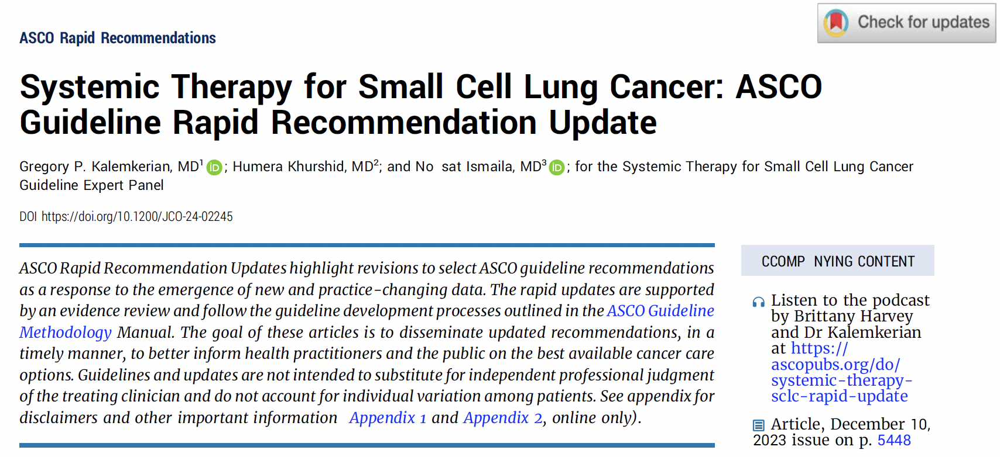 Check for updates
ASCO Rapid Recommendations
Systemic Therapy for Small Cell Lung Cancer: ASCO
Guideline Rapid Recommendation Update
Gregory P. Kalemkerian, MD1 iD; Humera Khurshid, MD2; and No sat Ismaila, MD3 iD; for the Systemic Therapy for Small Cell Lung Cancer
Guideline Expert Panel
DOI https://doi.org/10.1200/JCO-24-02245
ASCO Rapid Recommendation Updates highlight revisions to select ASCO guideline recommendations
as a response to the emergence of new and practice-changing data. The rapid updates are supported
by an evidence review and follow the guideline development processes outlined in the ASCO Guideline
Methodology Manual. The goal of these articles is to disseminate updated recommendations, in a
timely manner, to better inform health practitioners and the public on the best available cancer care
options. Guidelines and updates are not intended to substitute for independent professional judgment
of the treating clinician and do not account for individual variation among patients. See appendix for
disclaimers and other important information Appendix 1 and Appendix 2, online only).
CCOMP NYING CONTENT
Listen to the podcast
by Brittany Harvey
and Dr Kalemkerian
at https://
ascopubs.org/do/
systemic-therapy-
sclc-rapid-update
Article, December 10,
2023 issue on p. 5448